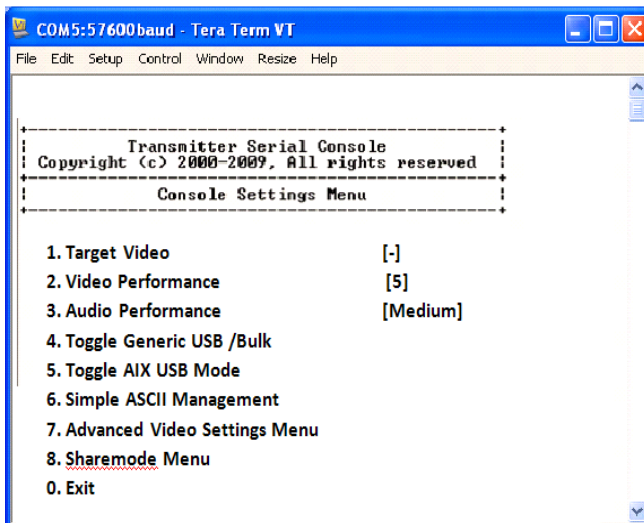 COM5:57600baud - Tera Term VT
File Edit Setup Control Window Resize Help
Transmitter Serial Console
Copyright (c) 2000-2009, All rights reserved
Console Settings Menu
1. Target Video [-]
2. Video Performance [5]
3. Audio Performance [Medium]
4. Toggle Generic USB /Bulk
5. Toggle AIX USB Mode
6. Simple ASCII Management
7. Advanced Video Settings Menu
8. Sharemode Menu
0. Exit